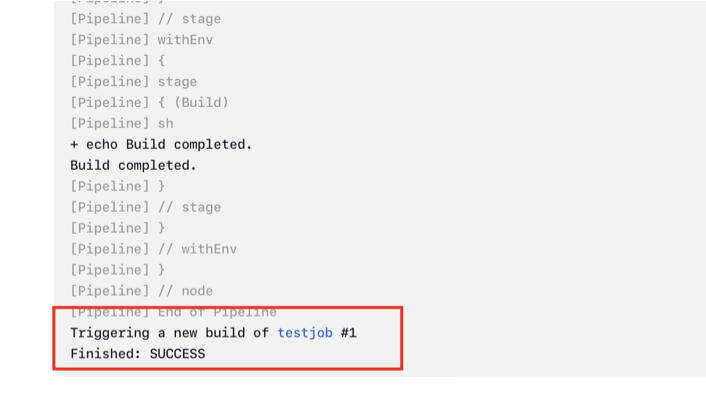 [Pipeline] // stage
[Pipeline] withEnv
[Pipeline] {
[Pipeline] stage
[Pipeline] { (Build)
[Pipeline] sh
+ echo Build completed.
Build completed.
[Pipeline] }
[Pipeline] // stage
[Pipeline] }
[Pipeline] // withEnv
[Pipeline] }
[Pipeline] // node
[Pipeline] End of Pipeline
Triggering a new build of testjob #1
Finished: SUCCESS